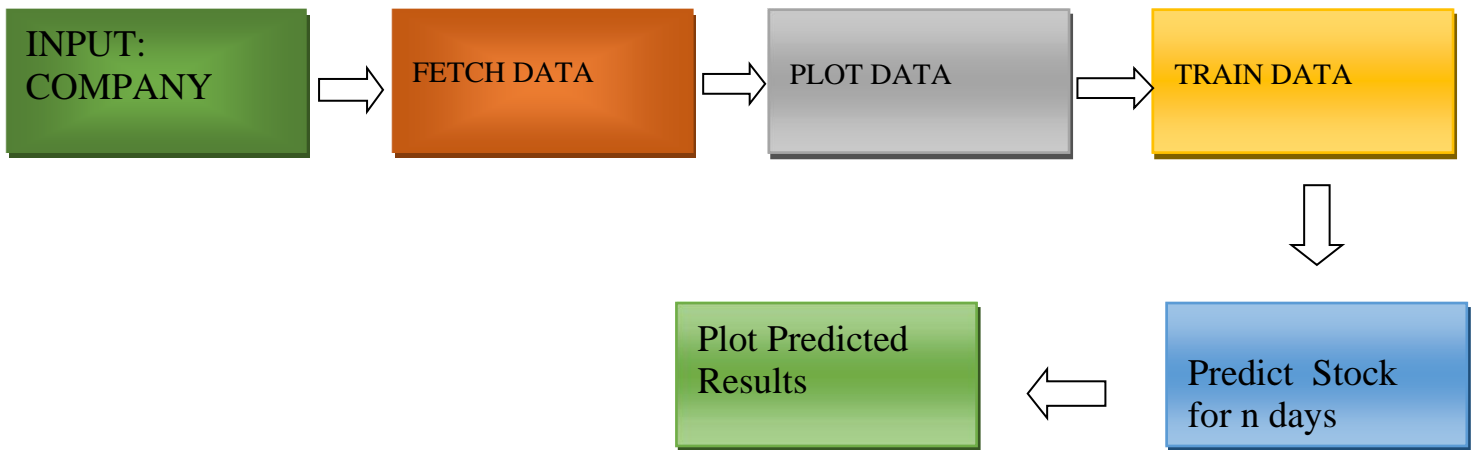 INPUT:
COMPANY
FETCH DATA
PLOT DATA
TRAIN DATA
Plot Predicted
Results
Predict Stock
for n days